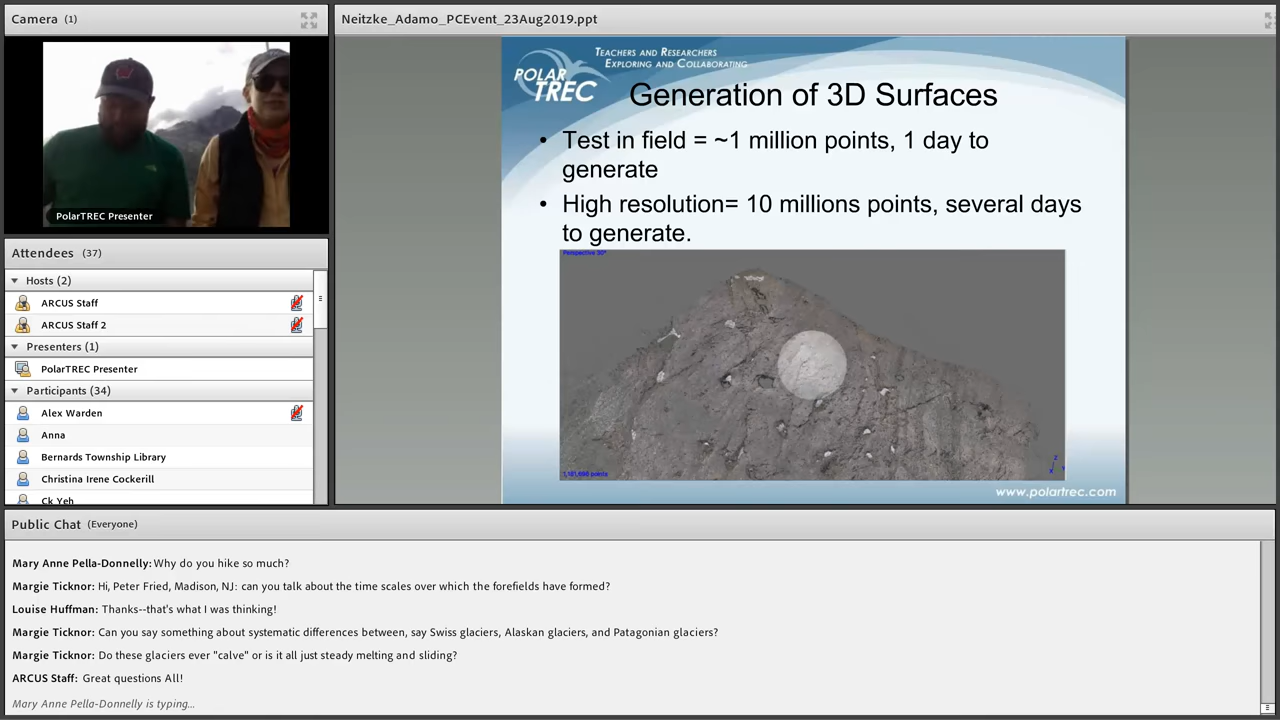 Camera (1)
PolarTREC Presenter
Attendees (37)
Hosts (2)
ARCUS Staff
ARCUS Staff 2
Presenters (1)
PolarTREC Presenter
Participants (34)
Alex Warden
Anna
Bernards Township Library
Christina Irene Cockerill
Ck Yeh
Neitzke_Adamo_PCEvent_23Aug2019.ppt
TEACHERS AND RESEARCHERS
EXPLORING AND COLLABORATING
POLAR
TREC
Generation of 3D Surfaces
• Test in field = ~1 million points, 1 day to
generate
• High resolution= 10 millions points, several days
to generate.
Perspective 30°
Z
www.polartrec.com
Public Chat (Everyone)
Mary Anne Pella-Donnelly: Why do you hike so much?
Margie Ticknor: Hi, Peter Fried, Madison, NJ: can you talk about the time scales over which the forefields have formed?
Louise Huffman: Thanks--that's what I was thinking!
Margie Ticknor: Can you say something about systematic differences between, say Swiss glaciers, Alaskan glaciers, and Patagonian glaciers?
Margie Ticknor: Do these glaciers ever "calve" or is it all just steady melting and sliding?
ARCUS Staff: Great questions All!
Mary Anne Pella-Donnelly is typing...